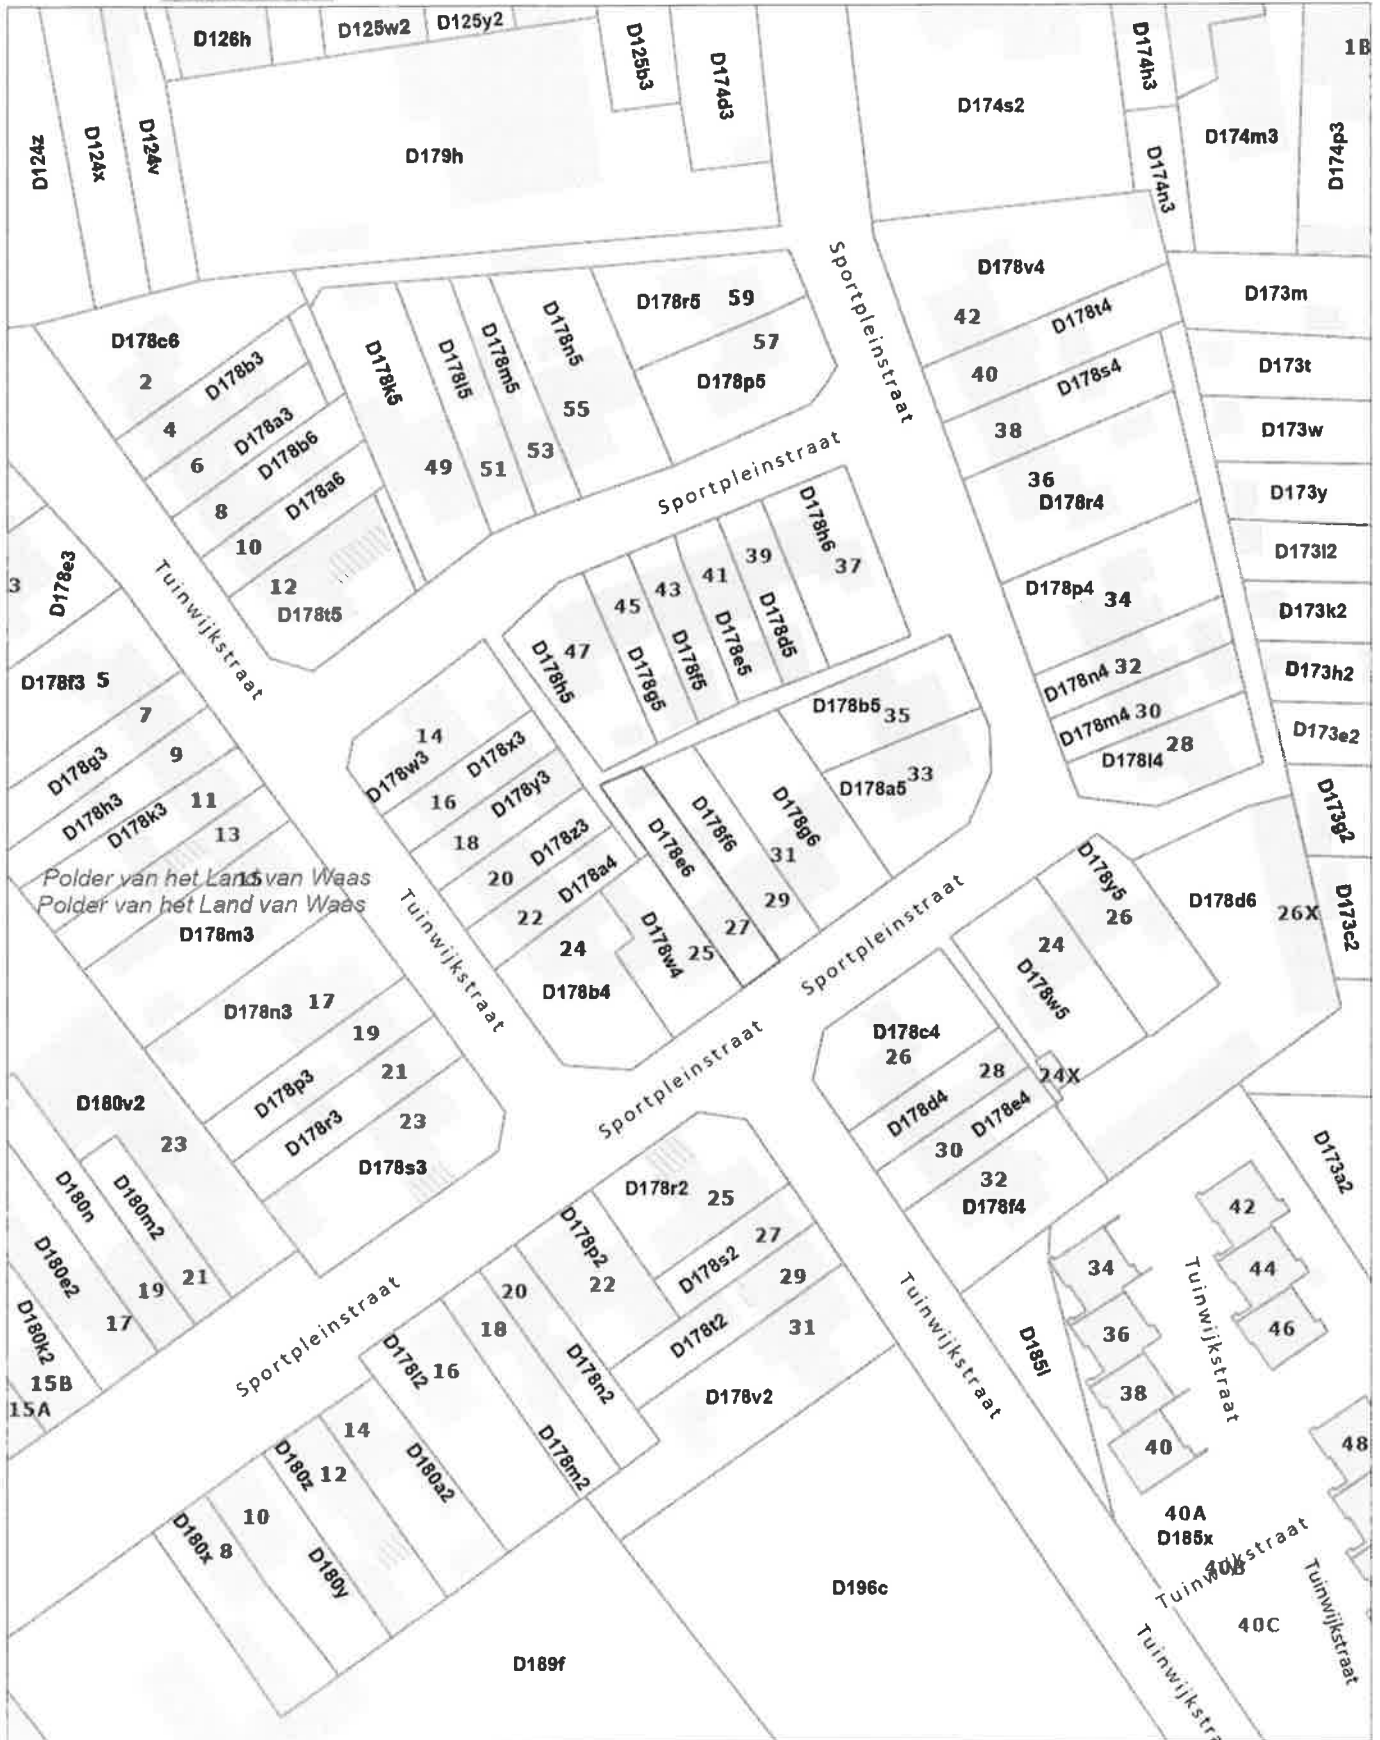 D126h
D125w2
D125y2
D125b3
D174d3
D174s2
D174h3
1B
D124z
D124x
D124v
D179h
D174n3
D174m3
D174p3
Sportpleinstraat
D178v4
42
D178t4
D173m
D178r5 59
57
D178p5
D178c6
2
D178b3
4
D178a3
6
D178b6
8
D178a6
10
12
D178t5
D178k5
49
D178l5
51
D178m5
53
D178n5
55
40
D178s4
38
D173t
D173w
36
D178r4
D173y
D173l2
Sportpleinstraat
D178h6
37
39
D178d5
41
D178e5
43
D178f5
45
D178g5
47
D178h5
D178p4
34
D173k2
D178n4 32
D173h2
D178m4 30
D178l4 28
D173e2
D173g2
3
D178e3
Tuinwijkstraat
D178f3 5
7
D178g3
9
D178h3
11
D178k3
13
15
Polder van het Land van Waas
Polder van het Land van Waas
D178m3
14
D178w3
D178x3
16
D178y3
18
D178z3
20
D178a4
22
24
D178b4
D178b5 35
33
D178a5
D178g6
31
D178f6
29
D178e6
27
D178w4 25
D178y5
26
24
D178w5
D178d6
26X
D173c2
Tuinwijkstraat
Sportpleinstraat
Sportpleinstraat
D178n3 17
19
D178p3
21
D178r3
23
D178s3
D178c4
26
28
D178d4
24X
D178e4
30
32
D178f4
D180v2
23
D180m2
21
D180n
19
D180e2
17
D180k2
15B
15A
D173a2
D178r2
25
27
D178s2
29
D178t2
31
D178v2
D178p2
22
20
D178n2
18
D178m2
D178l2
16
Sportpleinstraat
14
D180a2
D180z 12
10
D180y
D180x 8
Tuinwijkstraat
D185l
34
36
38
40
Tuinwijkstraat
42
44
46
48
40A
D185x
40B
Tuinwijkstraat
40C
Tuinwijkstraat
D196c
D189f
Tuinwijkstra